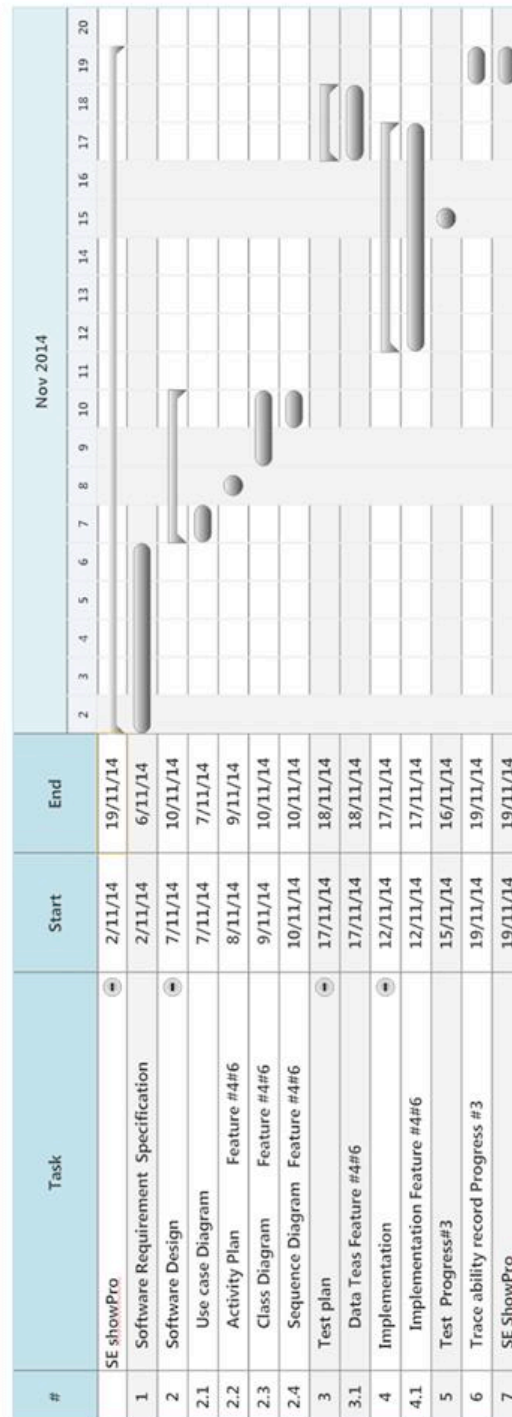 # Task Start End Nov 2014
2 3 4 5 6 7 8 9 10 11 12 13 14 15 16 17 18 19 20
SE showPro 2/11/14 19/11/14
1 Software Requirement Specification 2/11/14 6/11/14
2 Software Design 7/11/14 10/11/14
2.1 Use case Diagram 7/11/14 7/11/14
2.2 Activity Plan Feature #4#6 8/11/14 9/11/14
2.3 Class Diagram Feature #4#6 9/11/14 10/11/14
2.4 Sequence Diagram Feature #4#6 10/11/14 10/11/14
3 Test plan 17/11/14 18/11/14
3.1 Data Teas Feature #4#6 17/11/14 18/11/14
4 Implementation 12/11/14 17/11/14
4.1 Implementation Feature #4#6 12/11/14 17/11/14
5 Test Progress#3 15/11/14 16/11/14
6 Trace ability record Progress #3 19/11/14 19/11/14
7 SE ShowPro 19/11/14 19/11/14